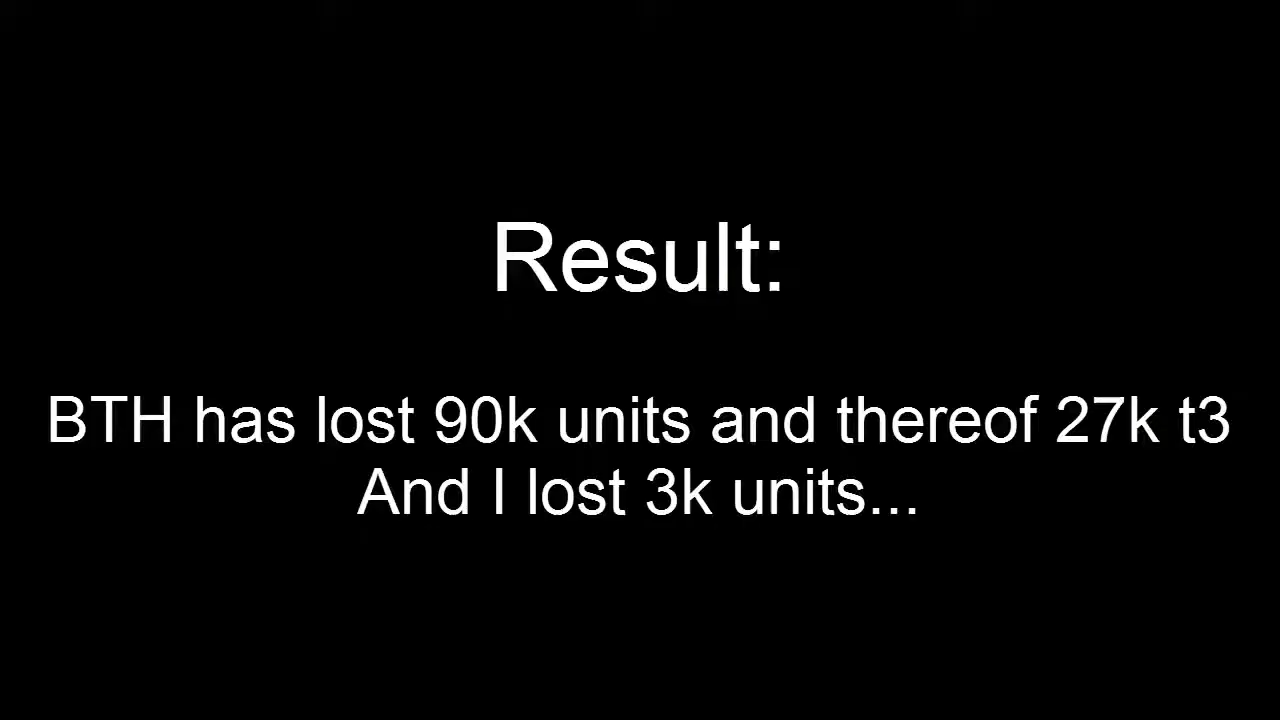 Result:
BTH has lost 90k units and thereof 27k t3
And I lost 3k units...